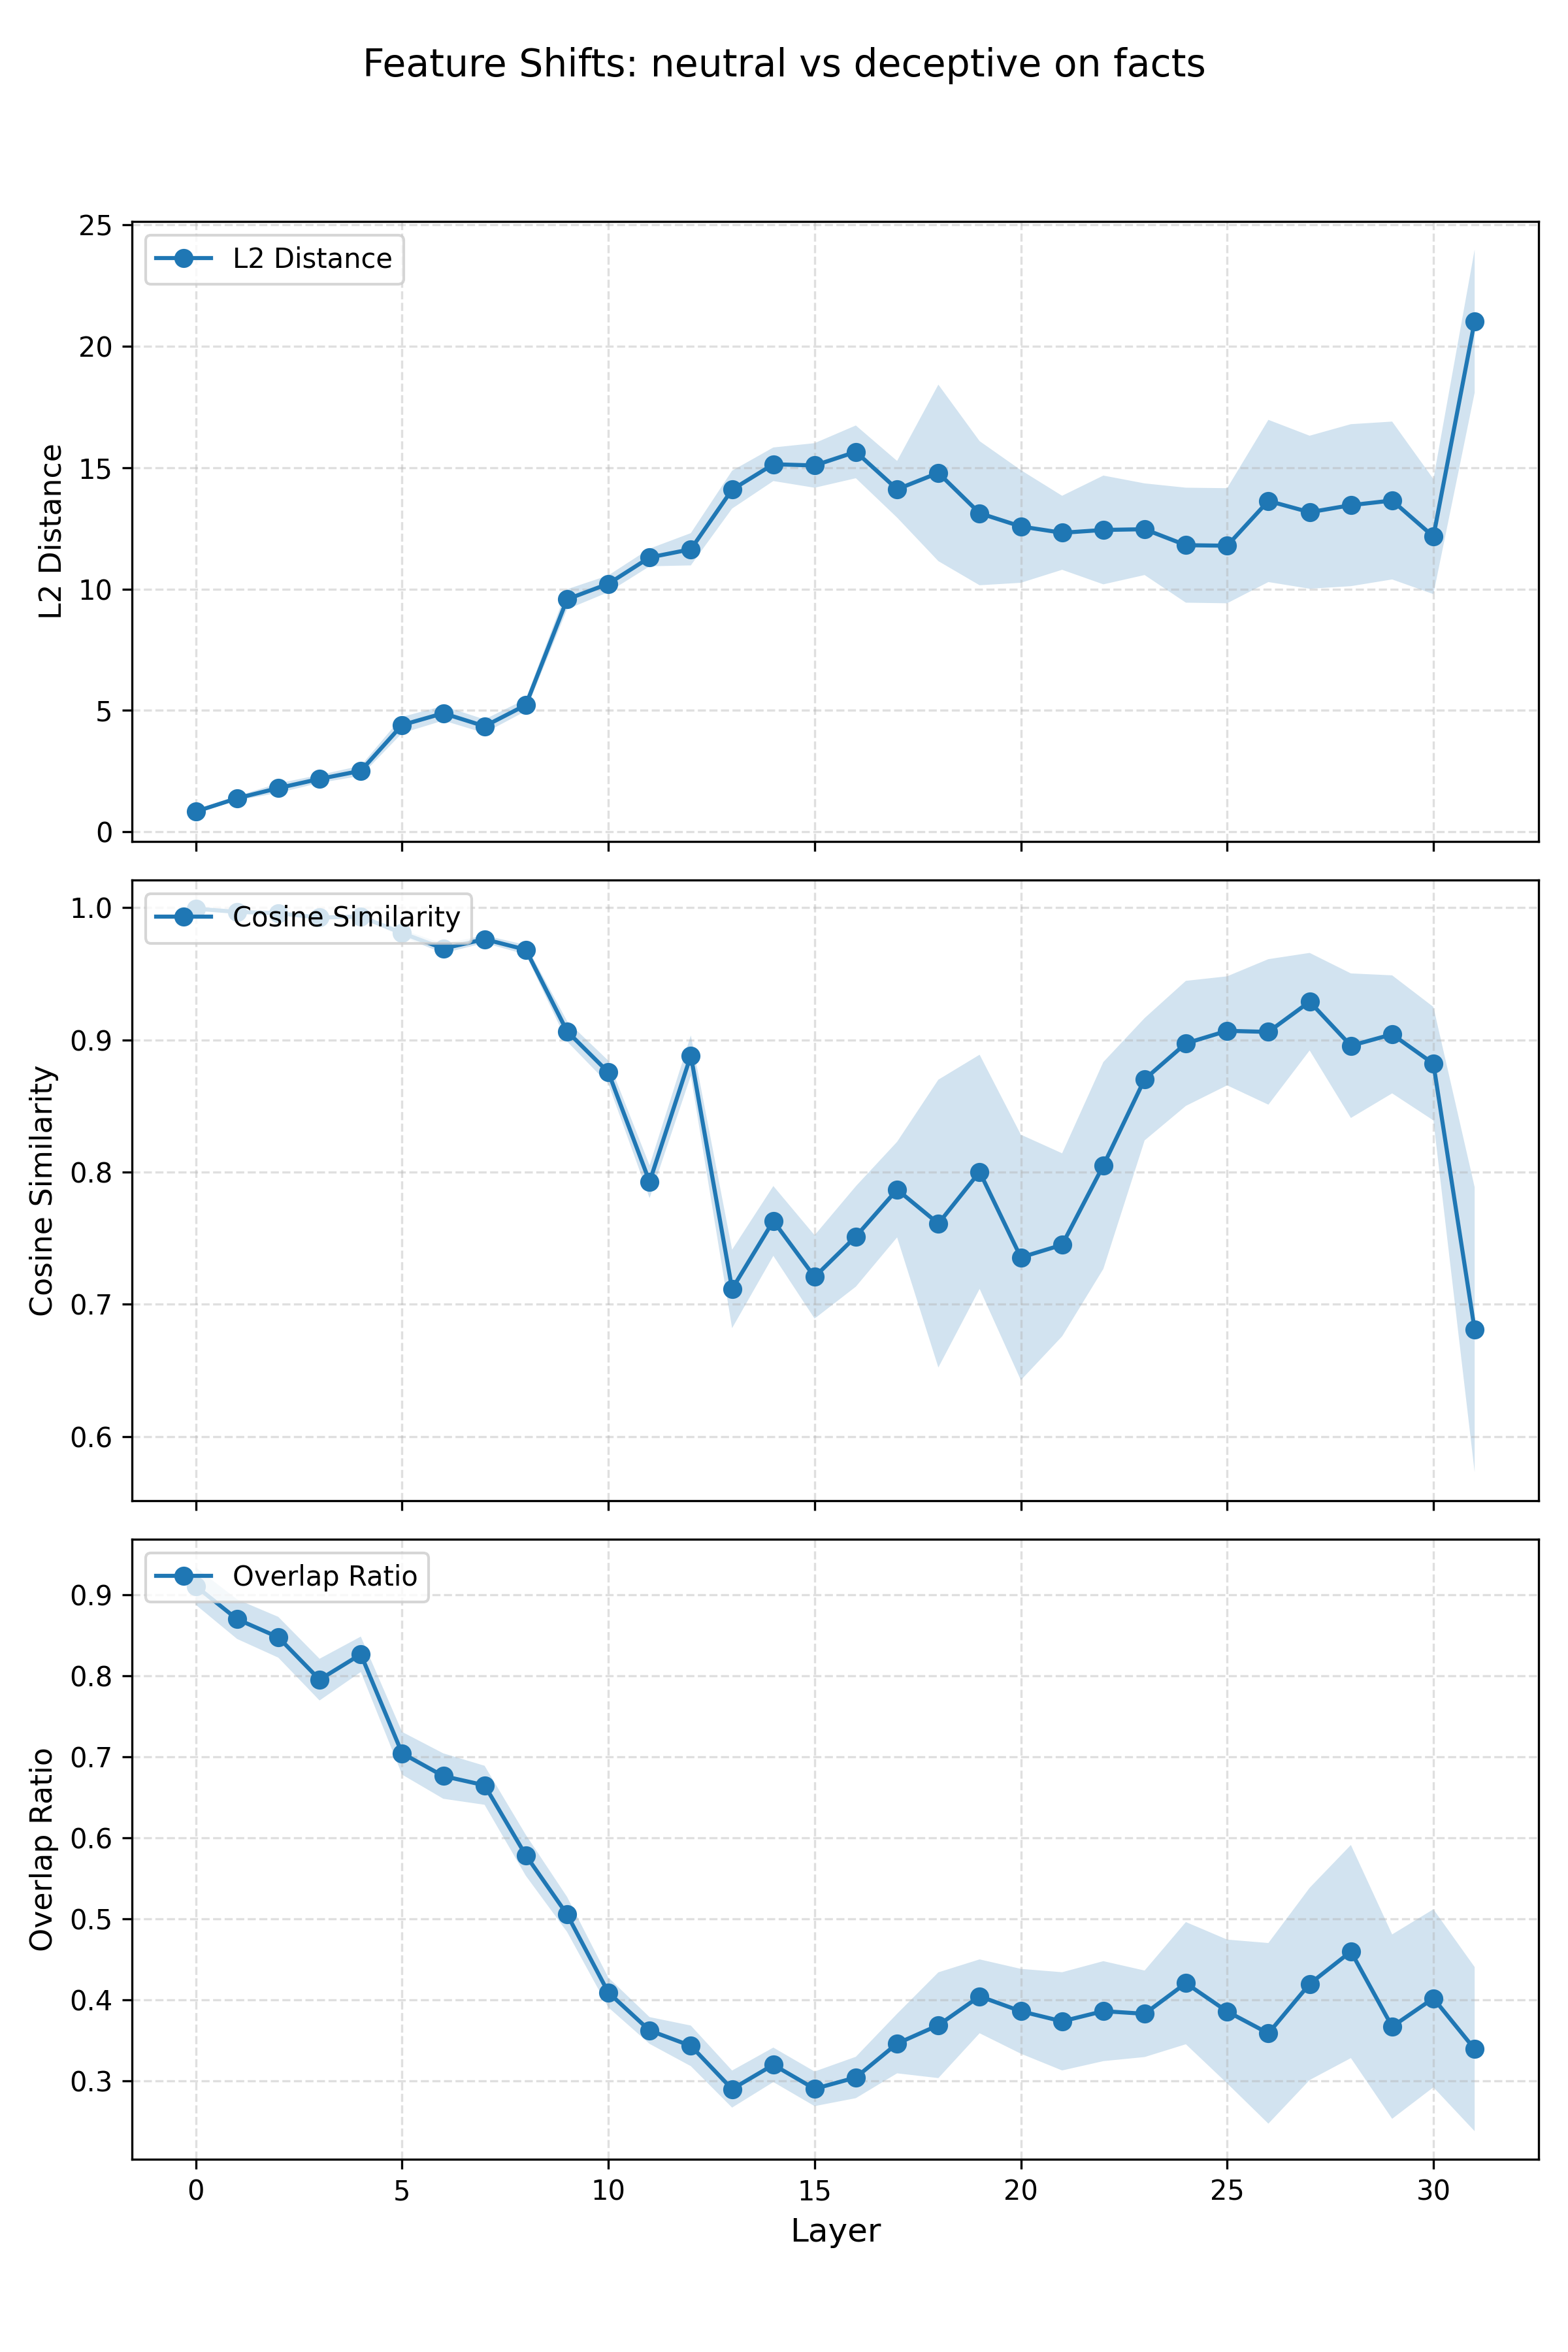 Feature Shifts: neutral vs deceptive on facts
25
20
15
10
5
0
L2 Distance
L2 Distance
1.0
0.9
0.8
0.7
0.6
Cosine Similarity
Cosine Similarity
0.9
0.8
0.7
0.6
0.5
0.4
0.3
Overlap Ratio
Overlap Ratio
0 5 10 15 20 25 30
Layer